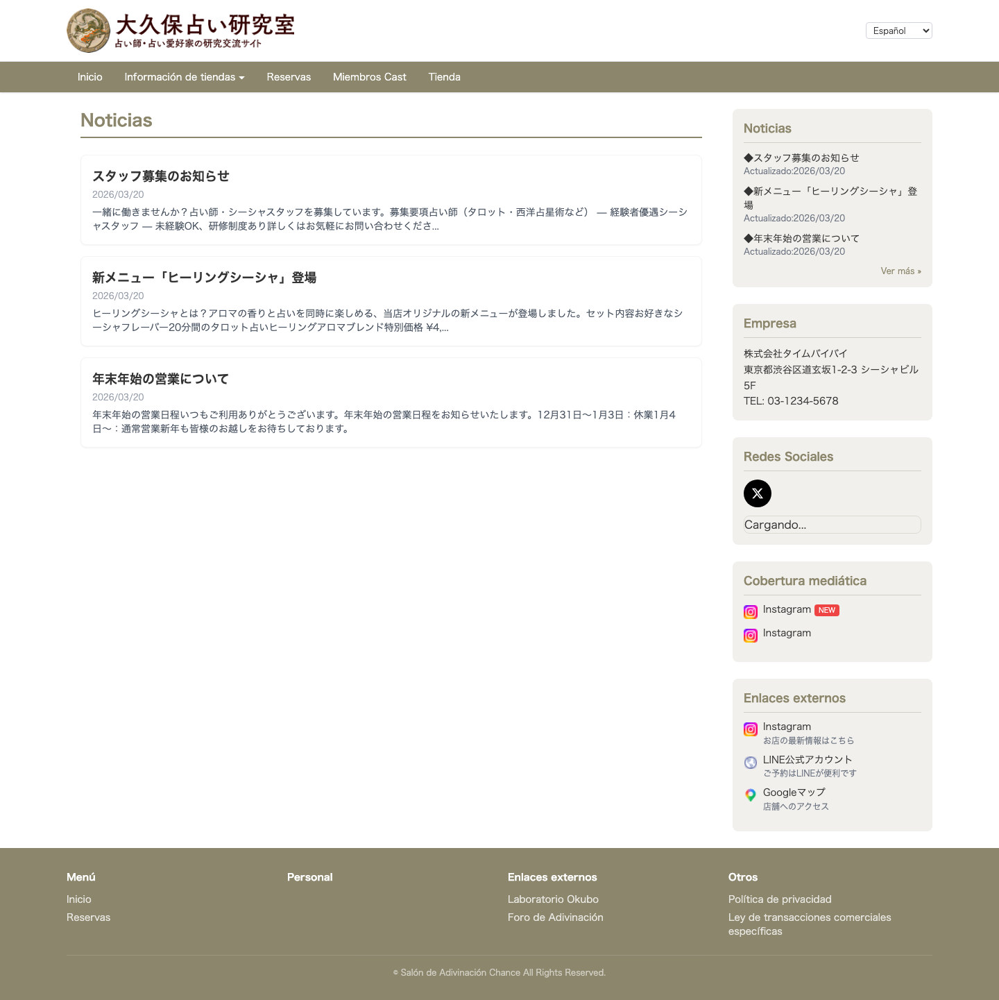 大久保占い研究室
占い師・占い愛好家の研究交流サイト
Español
Inicio
Información de tiendas
Reservas
Miembros Cast
Tienda
Noticias
スタッフ募集のお知らせ
2026/03/20
一緒に働きませんか？占い師・シーシャスタッフを募集しています。募集要項占い師（タロット・西洋占星術など） — 経験者優遇シーシ
ャスタッフ — 未経験OK、研修制度あり詳しくはお気軽にお問い合わせくださ...
新メニュー「ヒーリングシーシャ」登場
2026/03/20
ヒーリングシーシャとは？アロマの香りと占いを同時に楽しめる、当店オリジナルの新メニューが登場しました。セット内容お好きなシ
ーシャフレーバー20分間のタロット占いヒーリングアロマブレンド特別価格 ¥4,...
年末年始の営業について
2026/03/20
年末年始の営業日程いつもご利用ありがとうございます。年末年始の営業日程をお知らせいたします。12月31日〜1月3日：休業1月4
日〜：通常営業新年も皆様のお越しをお待ちしております。
Noticias
◆スタッフ募集のお知らせ
Actualizado:2026/03/20
◆新メニュー「ヒーリングシーシャ」登
場
Actualizado:2026/03/20
◆年末年始の営業について
Actualizado:2026/03/20
Ver más »
Empresa
株式会社タイムバイバイ
東京都渋谷区道玄坂1-2-3 シーシャビル
5F
TEL: 03-1234-5678
Redes Sociales
Cargando...
Cobertura mediática
Instagram NEW
Instagram
Enlaces externos
Instagram
お店の最新情報はこちら
LINE公式アカウント
ご予約はLINEが便利です
Googleマップ
店舗へのアクセス
Menú
Inicio
Reservas
Personal
Enlaces externos
Laboratorio Okubo
Foro de Adivinación
Otros
Política de privacidad
Ley de transacciones comerciales
específicas
© Salón de Adivinación Chance All Rights Reserved.